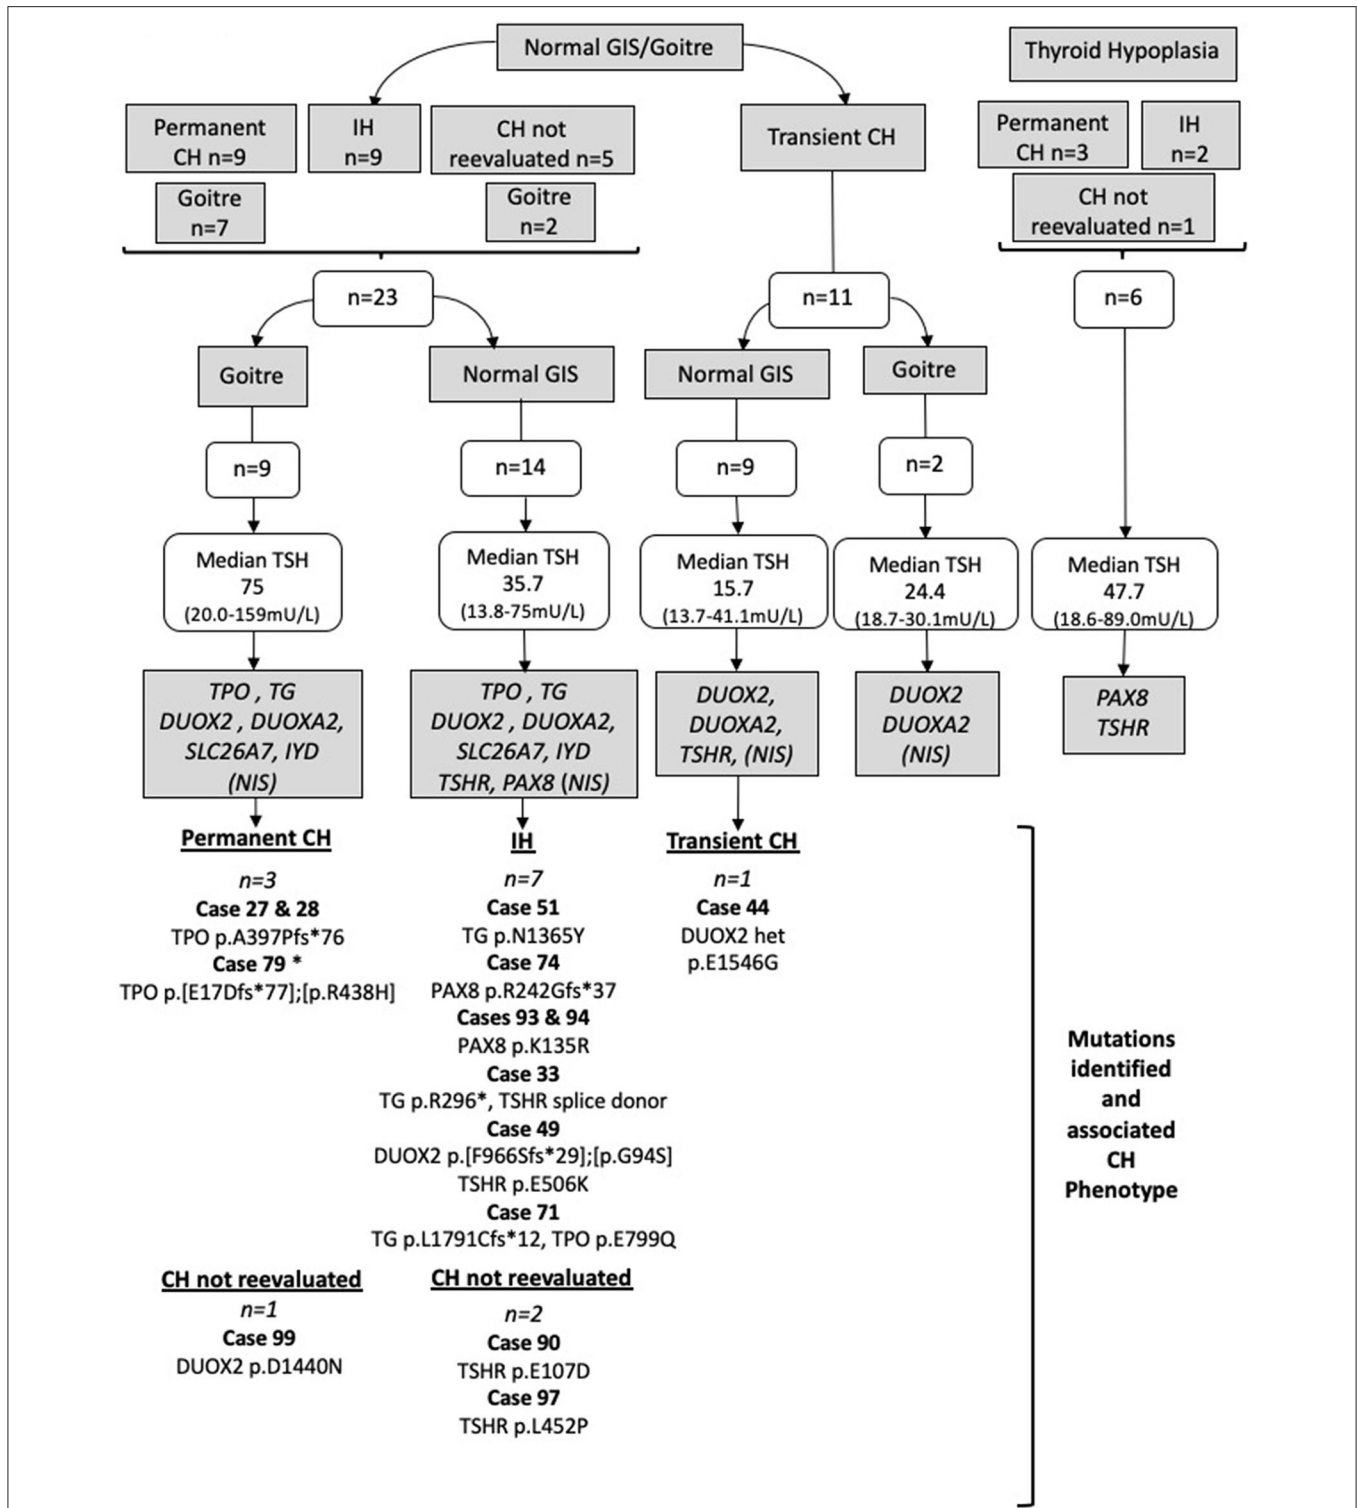 Normal GIS/Goitre
Thyroid Hypoplasia
Permanent
CH n=9
IH
n=9
CH not
reevaluated n=5
Transient CH
Permanent
CH n=3
IH
n=2
Goitre
n=7
Goitre
n=2
CH not
reevaluated n=1
n=23
n=11
n=6
Goitre
Normal GIS
Normal GIS
Goitre
n=9
n=14
n=9
n=2
Median TSH
75
(20.0-159mU/L)
Median TSH
35.7
(13.8-75mU/L)
Median TSH
15.7
(13.7-41.1mU/L)
Median TSH
24.4
(18.7-30.1mU/L)
Median TSH
47.7
(18.6-89.0mU/L)
TPO , TG
DUOX2 , DUOXA2,
SLC26A7, IYD
(NIS)
TPO , TG
DUOX2 , DUOXA2,
SLC26A7, IYD
TSHR, PAX8 (NIS)
DUOX2,
DUOXA2,
TSHR, (NIS)
DUOX2
DUOXA2
(NIS)
PAX8
TSHR
Permanent CH
n=3
Case 27 & 28
TPO p.A397Pfs*76
Case 79 *
TPO p.[E17Dfs*77];[p.R438H]
IH
n=7
Case 51
TG p.N1365Y
Case 74
PAX8 p.R242Gfs*37
Cases 93 & 94
PAX8 p.K135R
Case 33
TG p.R296*, TSHR splice donor
Case 49
DUOX2 p.[F966Sfs*29];[p.G94S]
TSHR p.E506K
Case 71
TG p.L1791Cfs*12, TPO p.E799Q
Transient CH
n=1
Case 44
DUOX2 het
p.E1546G
Mutations
identified
and
associated
CH
Phenotype
CH not reevaluated
n=1
Case 99
DUOX2 p.D1440N
CH not reevaluated
n=2
Case 90
TSHR p.E107D
Case 97
TSHR p.L452P